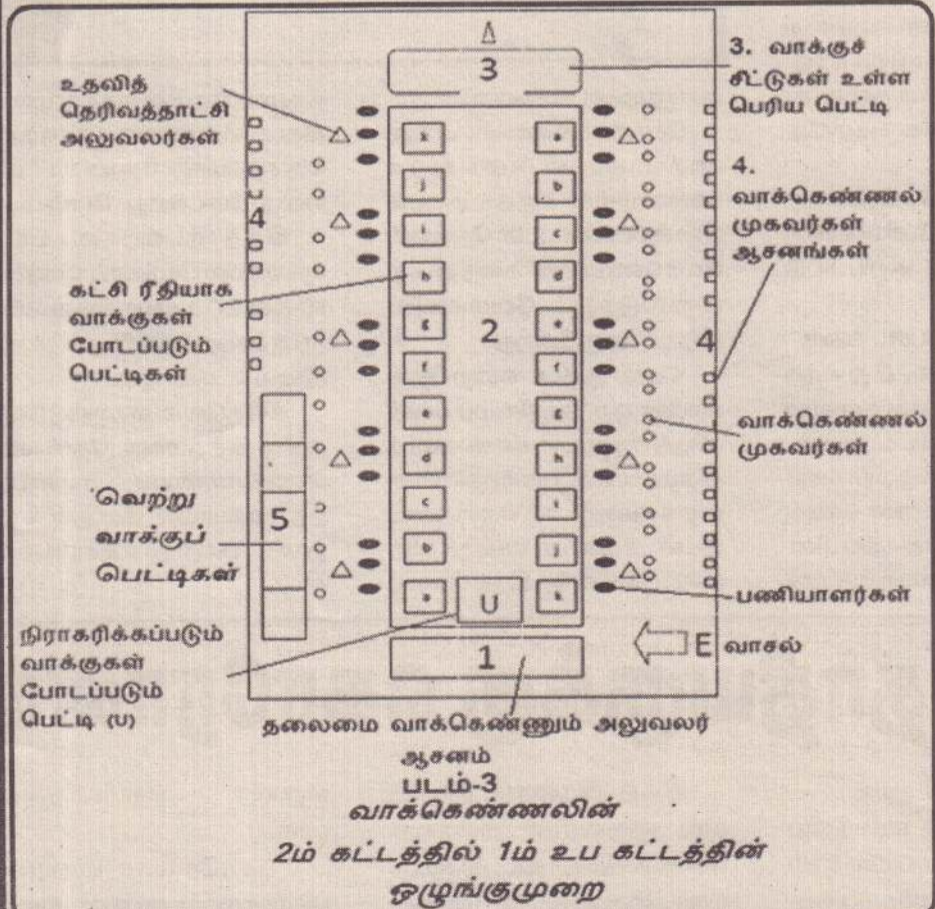 உதவித்
தெரிவத்தாட்சி
அலுவலர்கள்
3
3. வாக்குச்
சீட்டுகள் உள்ள
பெரிய பெட்டி
4
4.
வாக்கெண்ணல்
முகவர்கள்
ஆசனங்கள்
கட்சி ரீதியாக
வாக்குகள்
போடப்படும்
பெட்டிகள்
k
j
i
h
g
f
e
d
c
b
a
2
a
b
c
d
e
f
g
h
i
j
k
4
வாக்கெண்ணல்
முகவர்கள்
வெற்று
வாக்குப்
பெட்டிகள்
5
பணியாளர்கள்
நிராகரிக்கப்படும்
வாக்குகள்
போடப்படும்
பெட்டி (U)
U
1
E வாசல்
தலைமை வாக்கெண்ணும் அலுவலர்
ஆசனம்
படம்-3
வாக்கெண்ணலின்
2ம் கட்டத்தில் 1ம் உப கட்டத்தின்
ஒழுங்குமுறை